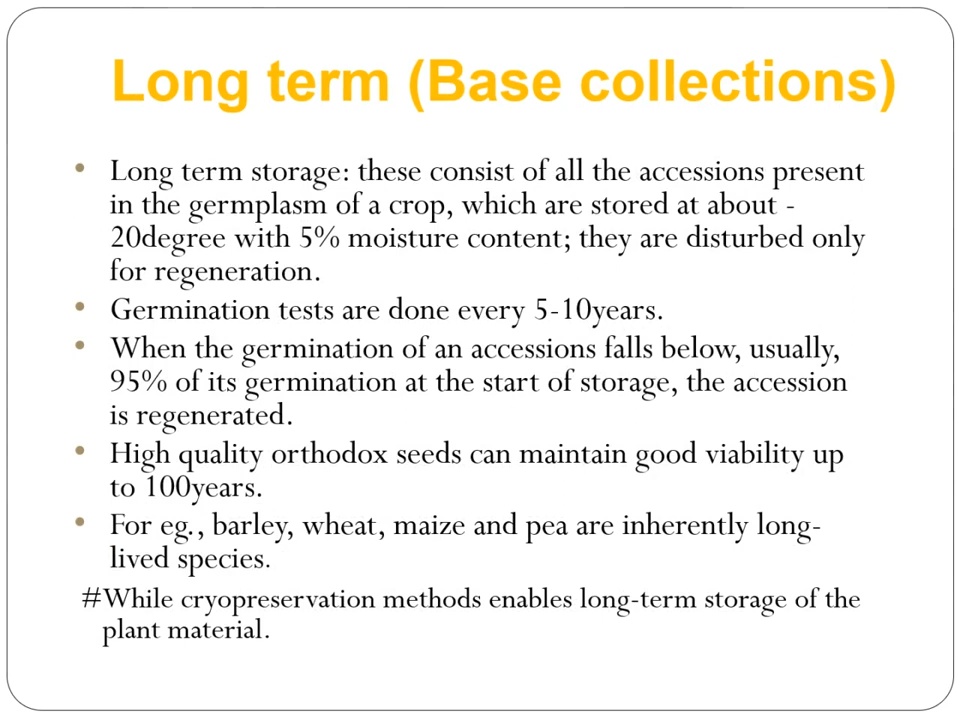 Long term (Base collections)
• Long term storage: these consist of all the accessions present
in the germplasm of a crop, which are stored at about -
20degree with 5% moisture content; they are disturbed only
for regeneration.
• Germination tests are done every 5-10years.
• When the germination of an accessions falls below, usually,
95% of its germination at the start of storage, the accession
is regenerated.
• High quality orthodox seeds can maintain good viability up
to 100years.
• For eg., barley, wheat, maize and pea are inherently long-
lived species.
#While cryopreservation methods enables long-term storage of the
plant material.